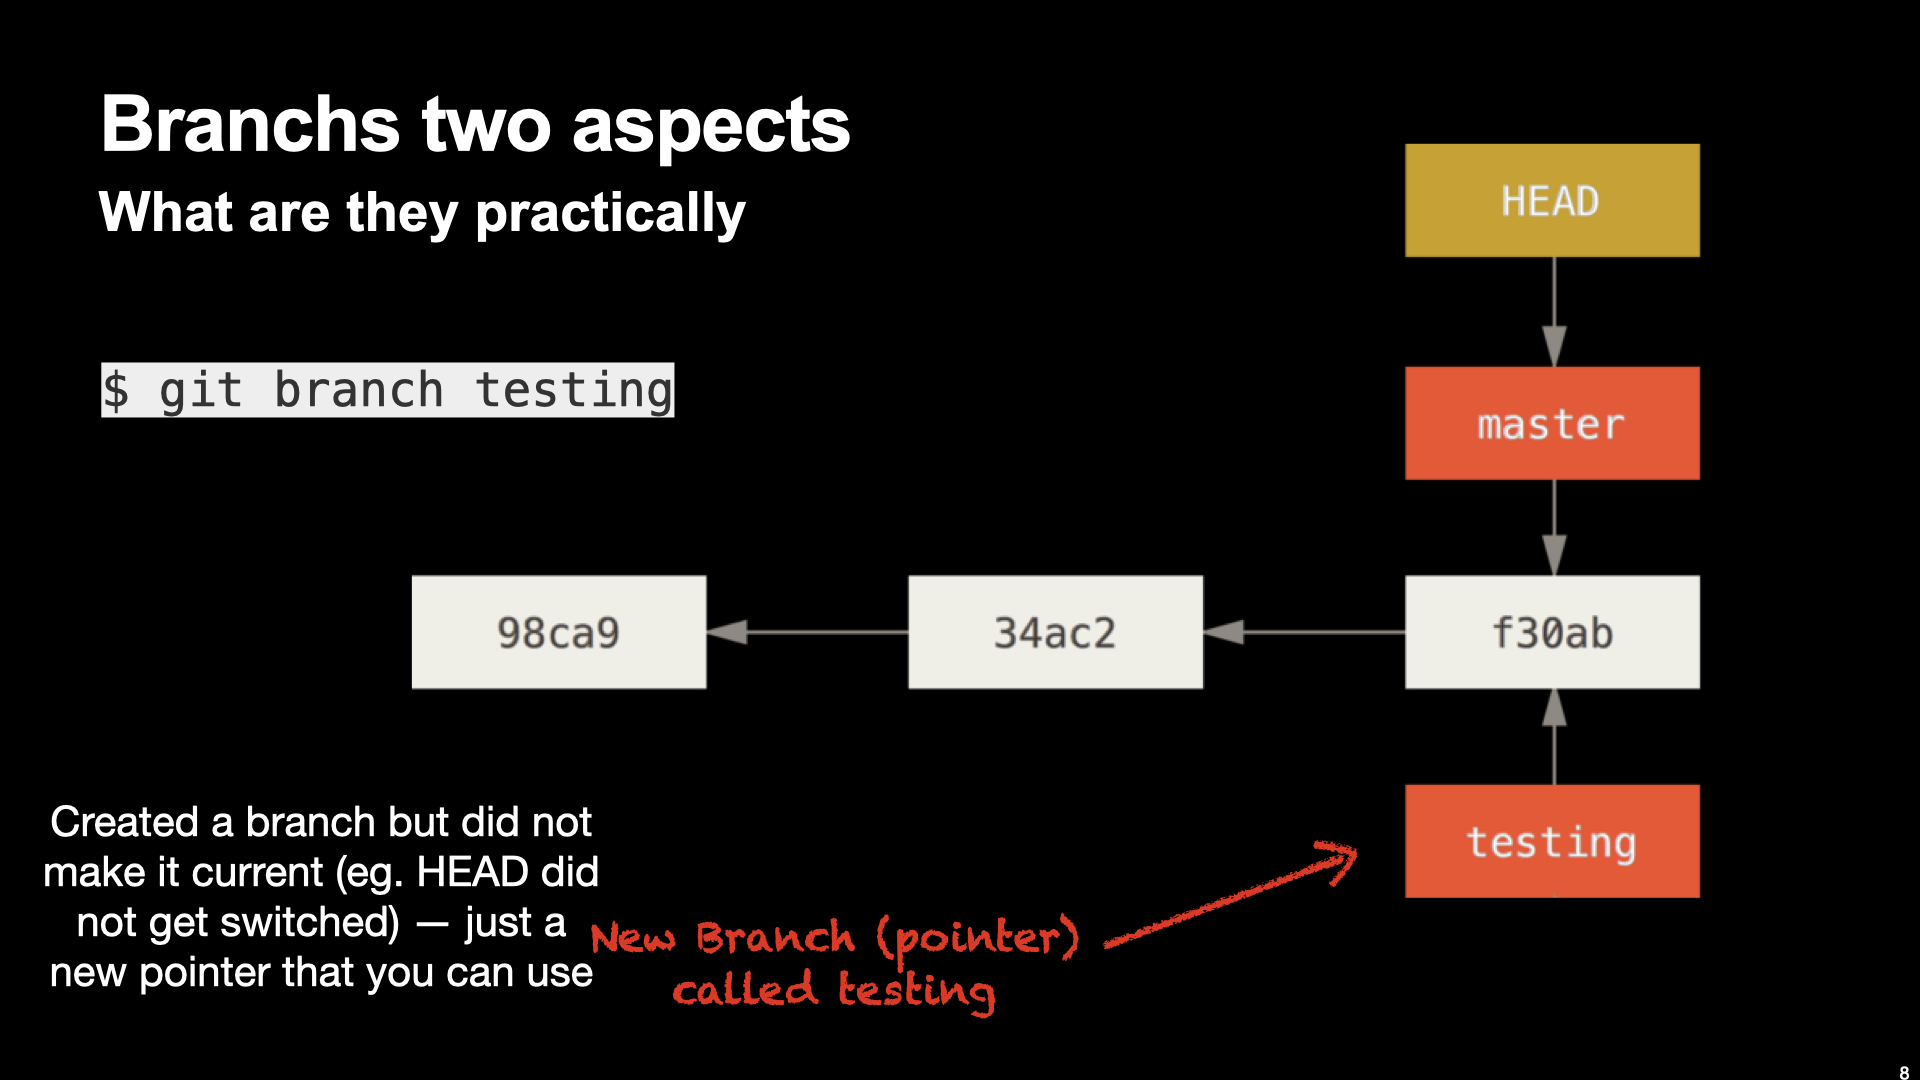 Branchs two aspects
What are they practically
HEAD
$ git branch testing
master
98ca9
34ac2
f30ab
testing
Created a branch but did not
make it current (eg. HEAD did
not get switched) — just a
new pointer that you can use
New Branch (pointer)
called testing
8